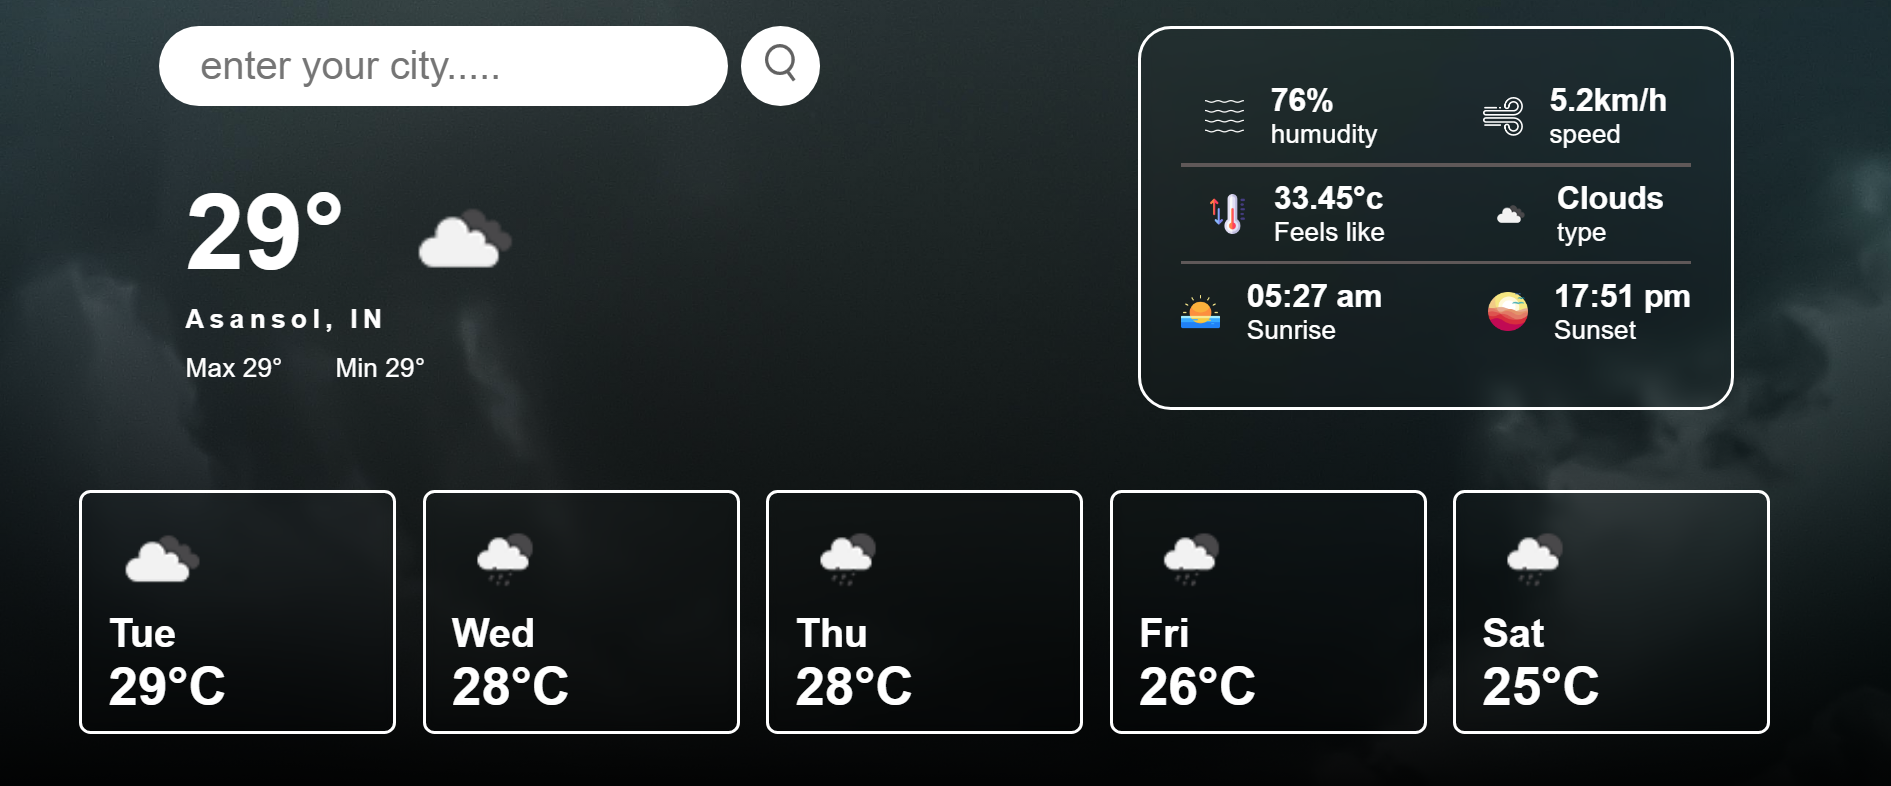 enter your city.....
29°
Asansol, IN
Max 29° Min 29°
76%
humudity
5.2km/h
speed
33.45°c
Feels like
Clouds
type
05:27 am
Sunrise
17:51 pm
Sunset
Tue
29°C
Wed
28°C
Thu
28°C
Fri
26°C
Sat
25°C